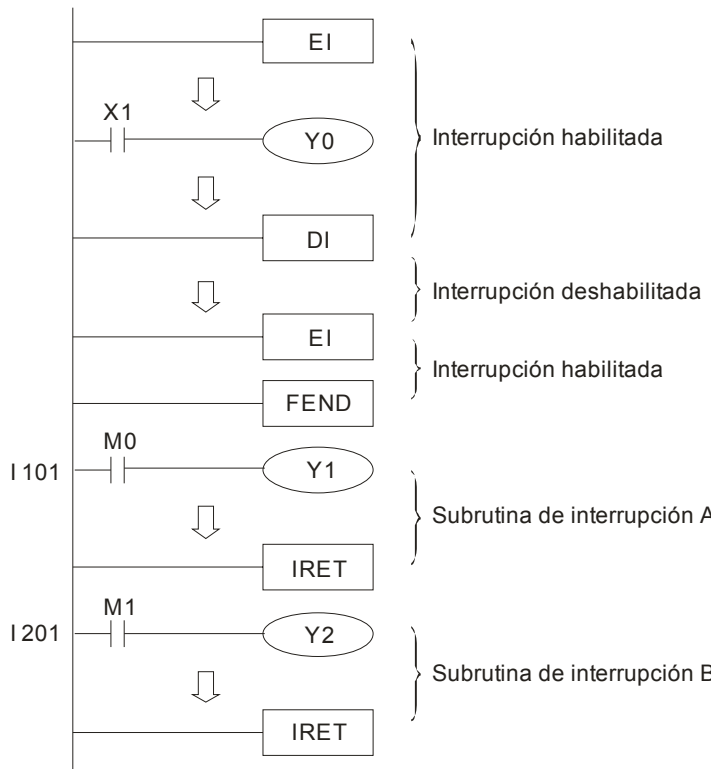 EI
X1
Y0
Interrupción habilitada
DI
Interrupción deshabilitada
EI
Interrupción habilitada
FEND
M0
I 101
Y1
Subrutina de interrupción A
IRET
M1
I 201
Y2
Subrutina de interrupción B
IRET